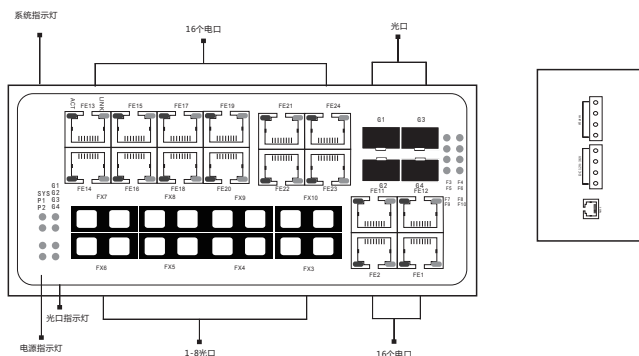 系统指示灯
16个电口
光口
ACT FE13 LINK FE15 FE17 FE19 FE21 FE24
G1 G3
FE14 FE16 FE18 FE20 FE22 FE23
G2 G4
F3 F4
F5 F6
F7 F8
F9 F10
FE11 FE12
G1
SYS G2
P1 G3
P2 G4
FX7 FX8 FX9 FX10
FX6 FX5 FX4 FX3
FE2 FE1
光口指示灯
电源指示灯
1-8光口
16个电口